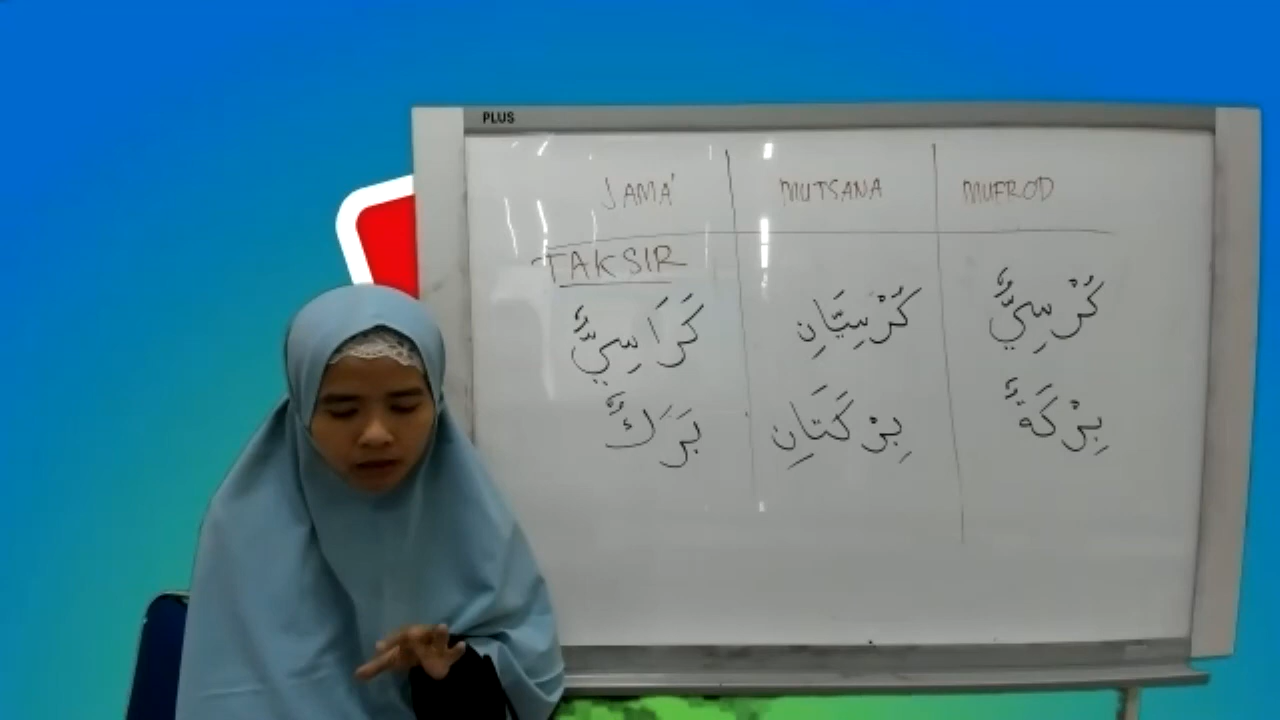 PLUS
JAMA' MUTSANA MUFROD
TAKSIR
كُرْسِيٌّ كُرْسِيَّانِ كَرَاسِيٌّ
بِرْكَةٌ بِرْكَتَانِ بَرَكٌ